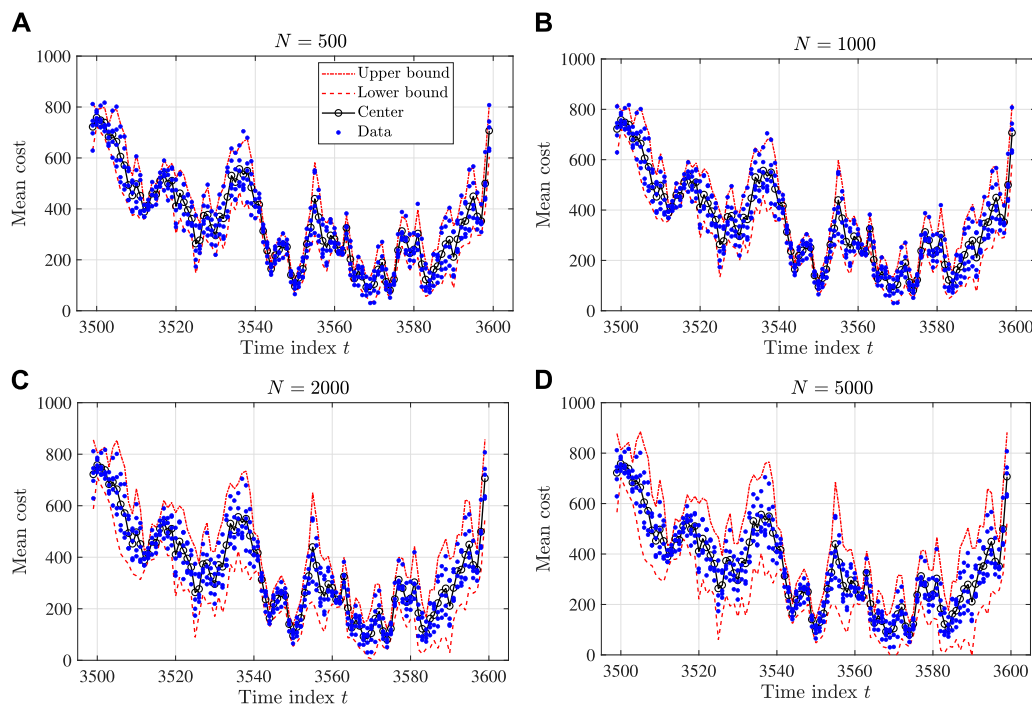 A
N = 500
Mean cost
1000
800
600
400
200
0
Upper bound
Lower bound
Center
Data
3500 3520 3540 3560 3580 3600
Time index t
B
N = 1000
Mean cost
1000
800
600
400
200
0
3500 3520 3540 3560 3580 3600
Time index t
C
N = 2000
Mean cost
1000
800
600
400
200
0
3500 3520 3540 3560 3580 3600
Time index t
D
N = 5000
Mean cost
1000
800
600
400
200
0
3500 3520 3540 3560 3580 3600
Time index t